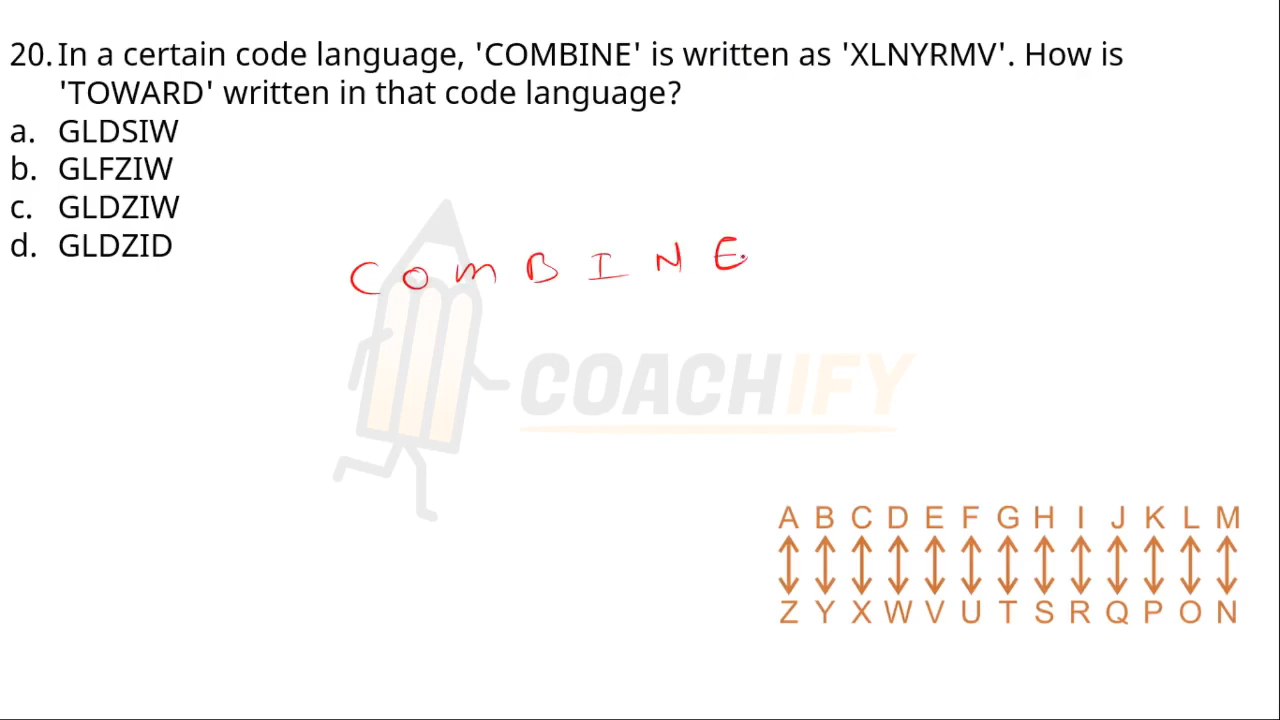 20. In a certain code language, 'COMBINE' is written as 'XLNYRMV'. How is
'TOWARD' written in that code language?
a. GLDSIW
b. GLFZIW
c. GLDZIW
d. GLDZID
C O M B I N E
COACHIFY
A B C D E F G H I J K L M
Z Y X W V U T S R Q P O N